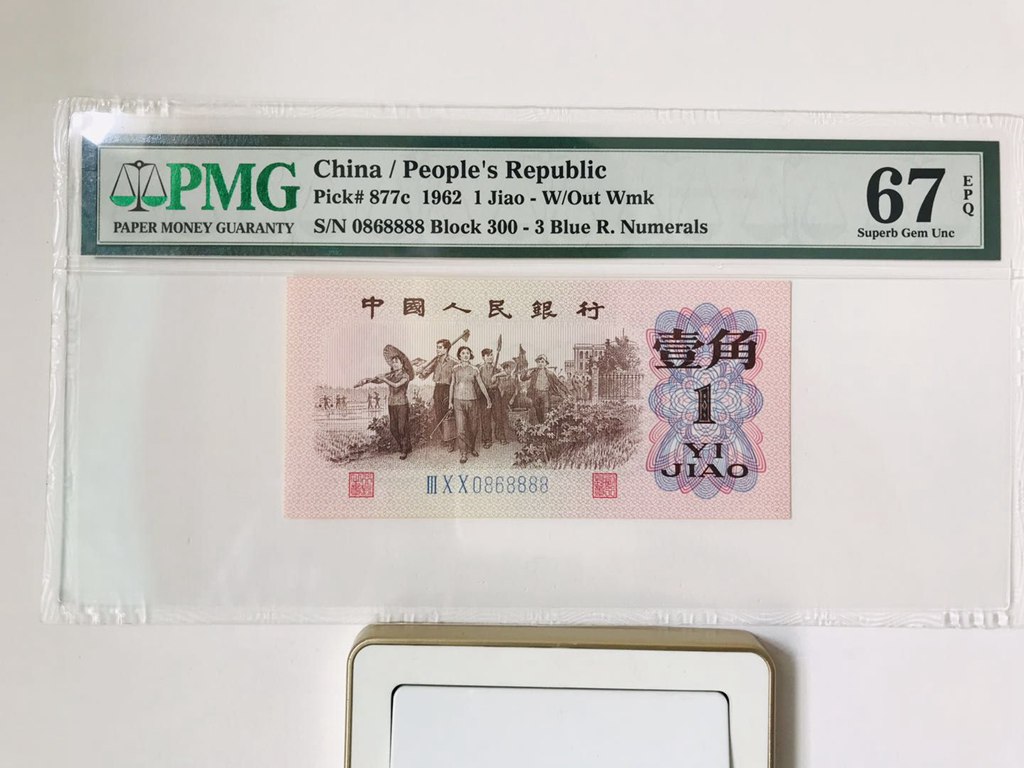 PMG
PAPER MONEY GUARANTY
China / People's Republic
Pick# 877c 1962 1 Jiao - W/Out Wmk
S/N 0868888 Block 300 - 3 Blue R. Numerals
67
EPQ
Superb Gem Unc
中國人民銀行
壹角
1
YI
JIAO
ⅢⅩⅩ0868888